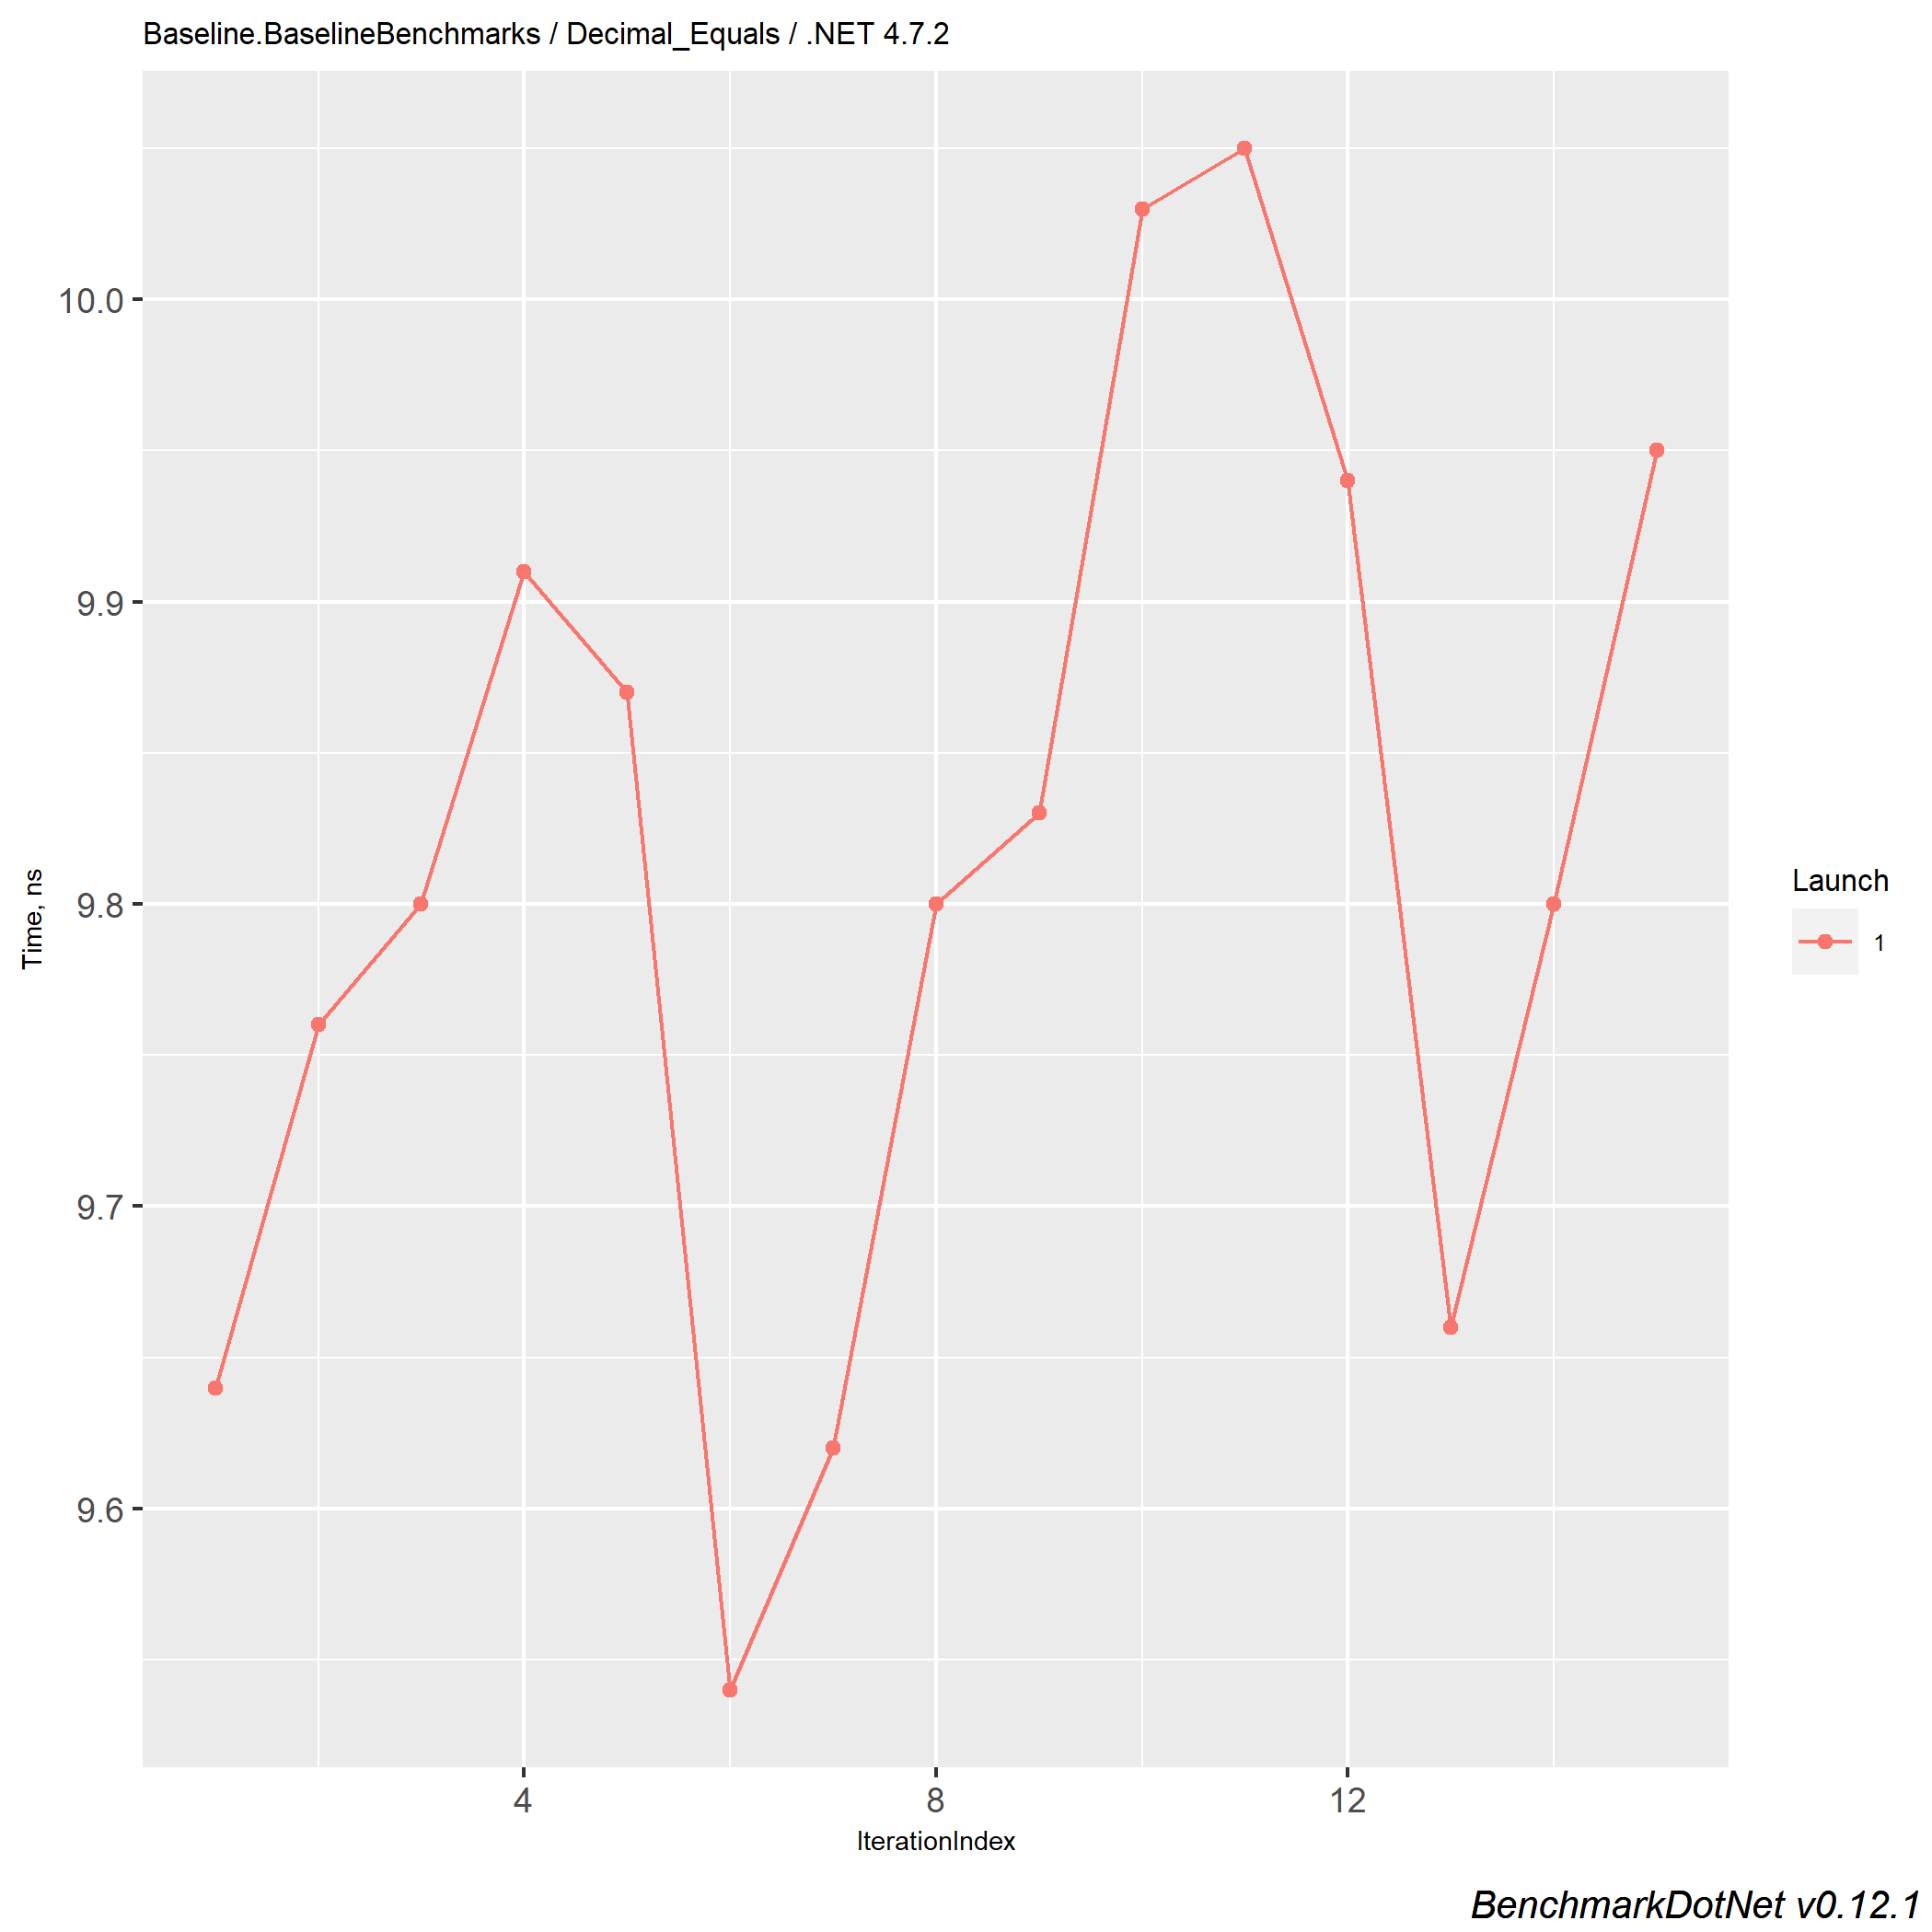 Baseline.BaselineBenchmarks / Decimal_Equals / .NET 4.7.2
10.0
9.9
9.8
9.7
9.6
Time, ns
4
8
12
IterationIndex
Launch
1
BenchmarkDotNet v0.12.1